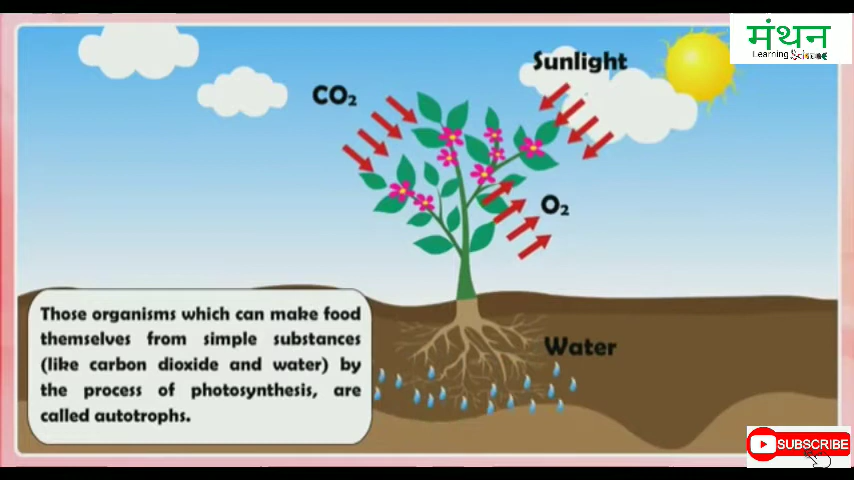 मंथन
Learning Science
Sunlight
CO₂
O₂
Water
Those organisms which can make food
themselves from simple substances
(like carbon dioxide and water) by
the process of photosynthesis, are
called autotrophs.
SUBSCRIBE